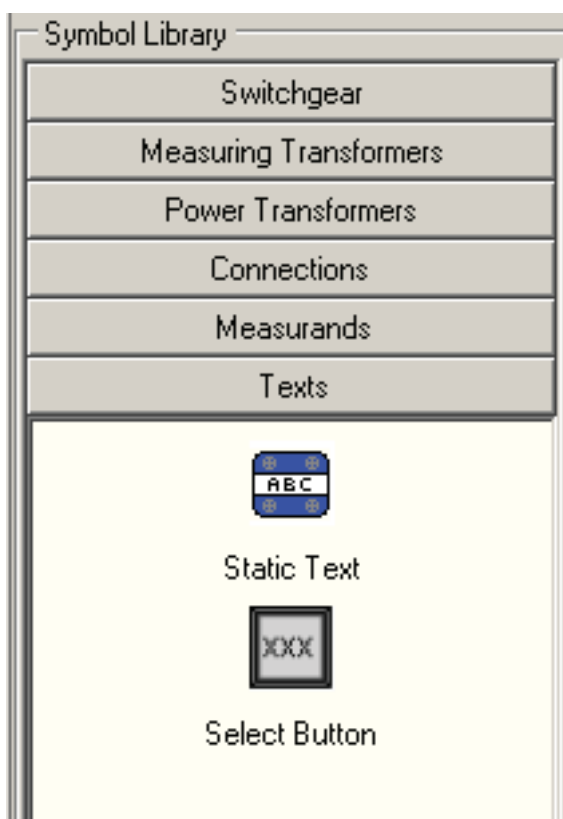 Symbol Library
Switchgear
Measuring Transformers
Power Transformers
Connections
Measurands
Texts
ABC
Static Text
XXX
Select Button